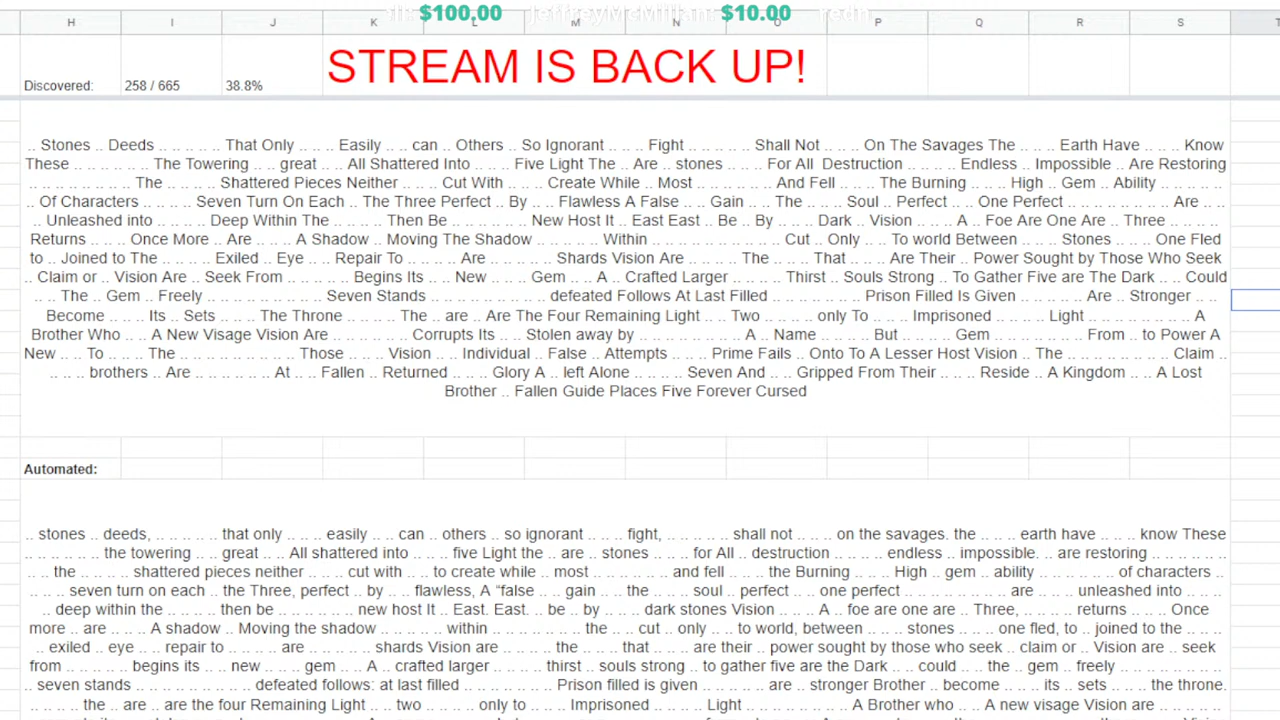 $100.00 JeffreyMcMillan: $10.00
H I J K L M N O P Q R S T
STREAM IS BACK UP!
Discovered: 258 / 665 38.8%
.. Stones .. Deeds .. .. .. .. .. That Only .. .. .. Easily .. can .. Others .. So Ignorant .. .. .. Fight .. .. .. .. .. Shall Not .. .. On The Savages The .. .. Earth Have .. .. .. Know
These .. .. .. .. .. .. The Towering .. .. great .. .. All Shattered Into .. .. .. Five Light The .. Are .. stones .. .. .. For All Destruction .. .. .. Endless .. Impossible .. Are Restoring
.. .. .. .. .. .. .. The .. .. .. .. Shattered Pieces Neither .. .. .. Cut With .. .. Create While .. Most .. .. .. .. .. And Fell .. .. The Burning .. .. High .. Gem .. Ability .. .. .. .. ..
.. Of Characters .. .. .. .. Seven Turn On Each .. The Three Perfect .. By .. Flawless A False .. .. Gain .. .. The .. .. Soul .. Perfect .. .. One Perfect .. .. .. .. .. .. Are .. ..
.. Unleashed into .. .. .. Deep Within The .. .. .. Then Be .. .. .. .. .. New Host It .. East East .. Be .. By .. .. Dark .. Vision .. .. A .. Foe Are One Are .. Three .. .. ..
Returns .. .. .. Once More .. Are .. .. .. A Shadow .. Moving The Shadow .. .. .. .. Within .. .. .. .. .. .. .. .. Cut .. Only .. .. To world Between .. .. .. Stones .. .. .. One Fled
to .. Joined to The .. .. .. Exiled .. Eye .. .. Repair To .. .. .. Are .. .. .. .. Shards Vision Are .. .. .. The .. .. That .. .. .. Are Their .. Power Sought by Those Who Seek
.. Claim or .. Vision Are .. Seek From .. .. .. .. Begins Its .. New .. .. Gem .. A .. Crafted Larger .. .. .. Thirst .. Souls Strong .. To Gather Five are The Dark .. .. Could
.. .. The .. Gem .. Freely .. .. .. .. .. .. .. Seven Stands .. .. .. .. .. .. .. defeated Follows At Last Filled .. .. .. .. .. .. Prison Filled Is Given .. .. .. .. Are .. Stronger .. ..
Become .. .. Its .. Sets .. .. The Throne .. .. .. The .. are .. Are The Four Remaining Light .. Two .. .. .. only To .. .. Imprisoned .. .. .. Light .. .. .. .. .. .. .. A
Brother Who .. A New Visage Vision Are .. .. .. .. .. Corrupts Its .. Stolen away by .. .. .. .. .. .. .. A .. Name .. .. But .. .. Gem .. .. .. .. .. .. From .. to Power A
New .. .. To .. .. The .. .. .. .. .. .. .. Those .. .. Vision .. Individual .. False .. Attempts .. .. Prime Fails .. Onto To A Lesser Host Vision .. The .. .. .. .. .. .. .. Claim ..
.. .. .. brothers .. Are .. .. .. .. .. .. At .. .. Fallen .. Returned .. .. Glory A .. left Alone .. .. .. Seven And .. .. Gripped From Their .. .. Reside .. A Kingdom .. .. A Lost
Brother .. Fallen Guide Places Five Forever Cursed
Automated:
.. stones .. deeds, .. .. .. .. .. that only .. .. .. easily .. can .. others .. so ignorant .. .. .. fight, .. .. .. .. .. shall not .. .. on the savages. the .. .. earth have .. .. .. know These
.. .. .. .. .. .. the towering .. .. great .. .. All shattered into .. .. .. five Light the .. are .. stones .. .. .. for All .. destruction .. .. .. endless .. impossible. .. are restoring .. .. .. .. ..
.. .. the .. .. .. .. shattered pieces neither .. .. .. cut with .. .. to create while .. most .. .. .. .. .. and fell .. .. the Burning .. .. High .. gem .. ability .. .. .. .. .. of characters ..
.. .. .. seven turn on each .. the Three, perfect .. by .. flawless, A "false .. .. gain .. .. the .. .. soul .. perfect .. .. one perfect .. .. .. .. .. .. are .. .. .. unleashed into .. ..
.. deep within the .. .. .. then be .. .. .. .. .. new host It .. East. East. .. be .. by .. .. dark stones Vision .. .. A .. foe are one are .. Three, .. .. .. returns .. .. Once
more .. are .. .. .. A shadow .. Moving the shadow .. .. .. .. within .. .. .. .. .. .. the .. cut .. only .. .. to world, between .. .. .. stones .. .. .. one fled, to .. joined to the .. ..
.. exiled .. eye .. .. repair to .. .. .. are .. .. .. .. shards Vision are .. .. .. the .. .. that .. .. .. are their .. power sought by those who seek .. claim or .. Vision are .. seek
from .. .. .. .. begins its .. new .. .. gem .. A .. crafted larger .. .. .. thirst .. souls strong .. to gather five are the Dark .. .. could .. .. the .. gem .. freely .. .. .. .. ..
.. seven stands .. .. .. .. .. .. .. defeated follows: at last filled .. .. .. .. .. .. Prison filled is given .. .. .. .. are .. stronger Brother .. become .. .. its .. sets .. .. the throne.
.. .. .. the .. are .. are the four Remaining Light .. two .. .. .. only to .. .. Imprisoned .. .. .. Light .. .. .. .. .. .. .. A Brother who .. A new visage Vision are .. .. ..